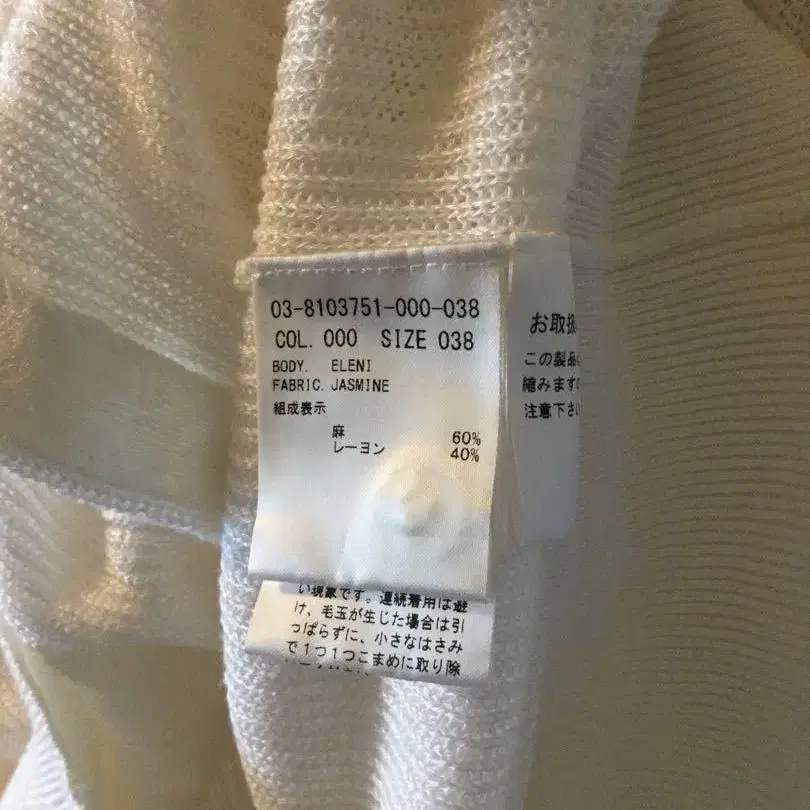 03-8103751-000-038
COL. 000 SIZE 038
BODY. ELENI
FABRIC. JASMINE
組成表示
麻 60%
レーヨン 40%
お取扱
この製品
縮みます
注意下さい
い現象です。連続着用は避
け、毛玉が生じた場合は引
っぱらずに、小さなはさみ
で1つ1つこまめに取り除